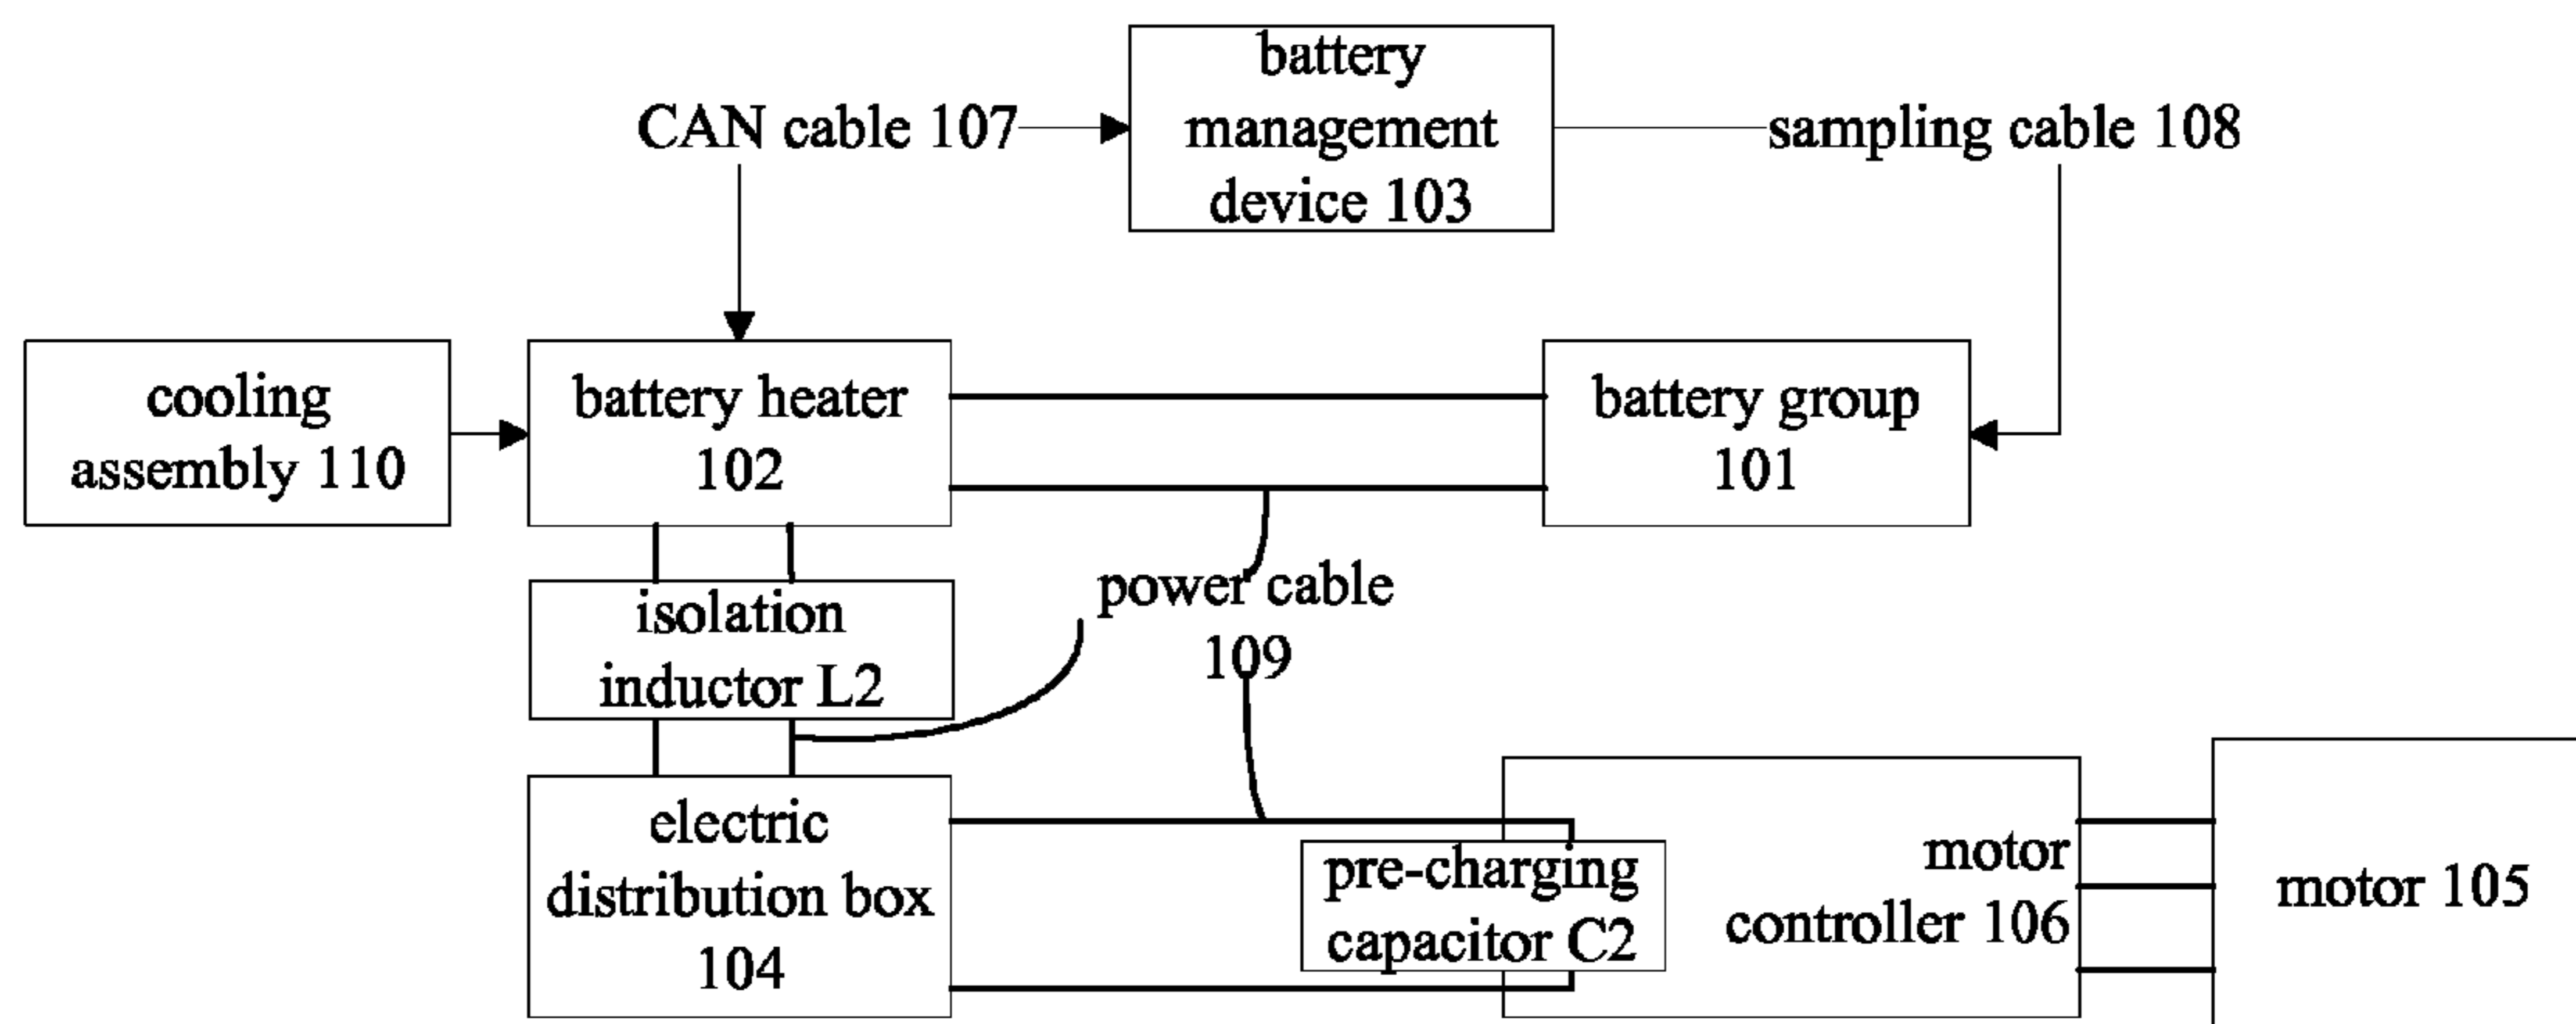 battery
management
device 103
CAN cable 107
sampling cable 108
cooling
assembly 110
battery heater
102
battery group
101
isolation
inductor L2
power cable
109
electric
distribution box
104
pre-charging
capacitor C2
motor
controller 106
motor 105